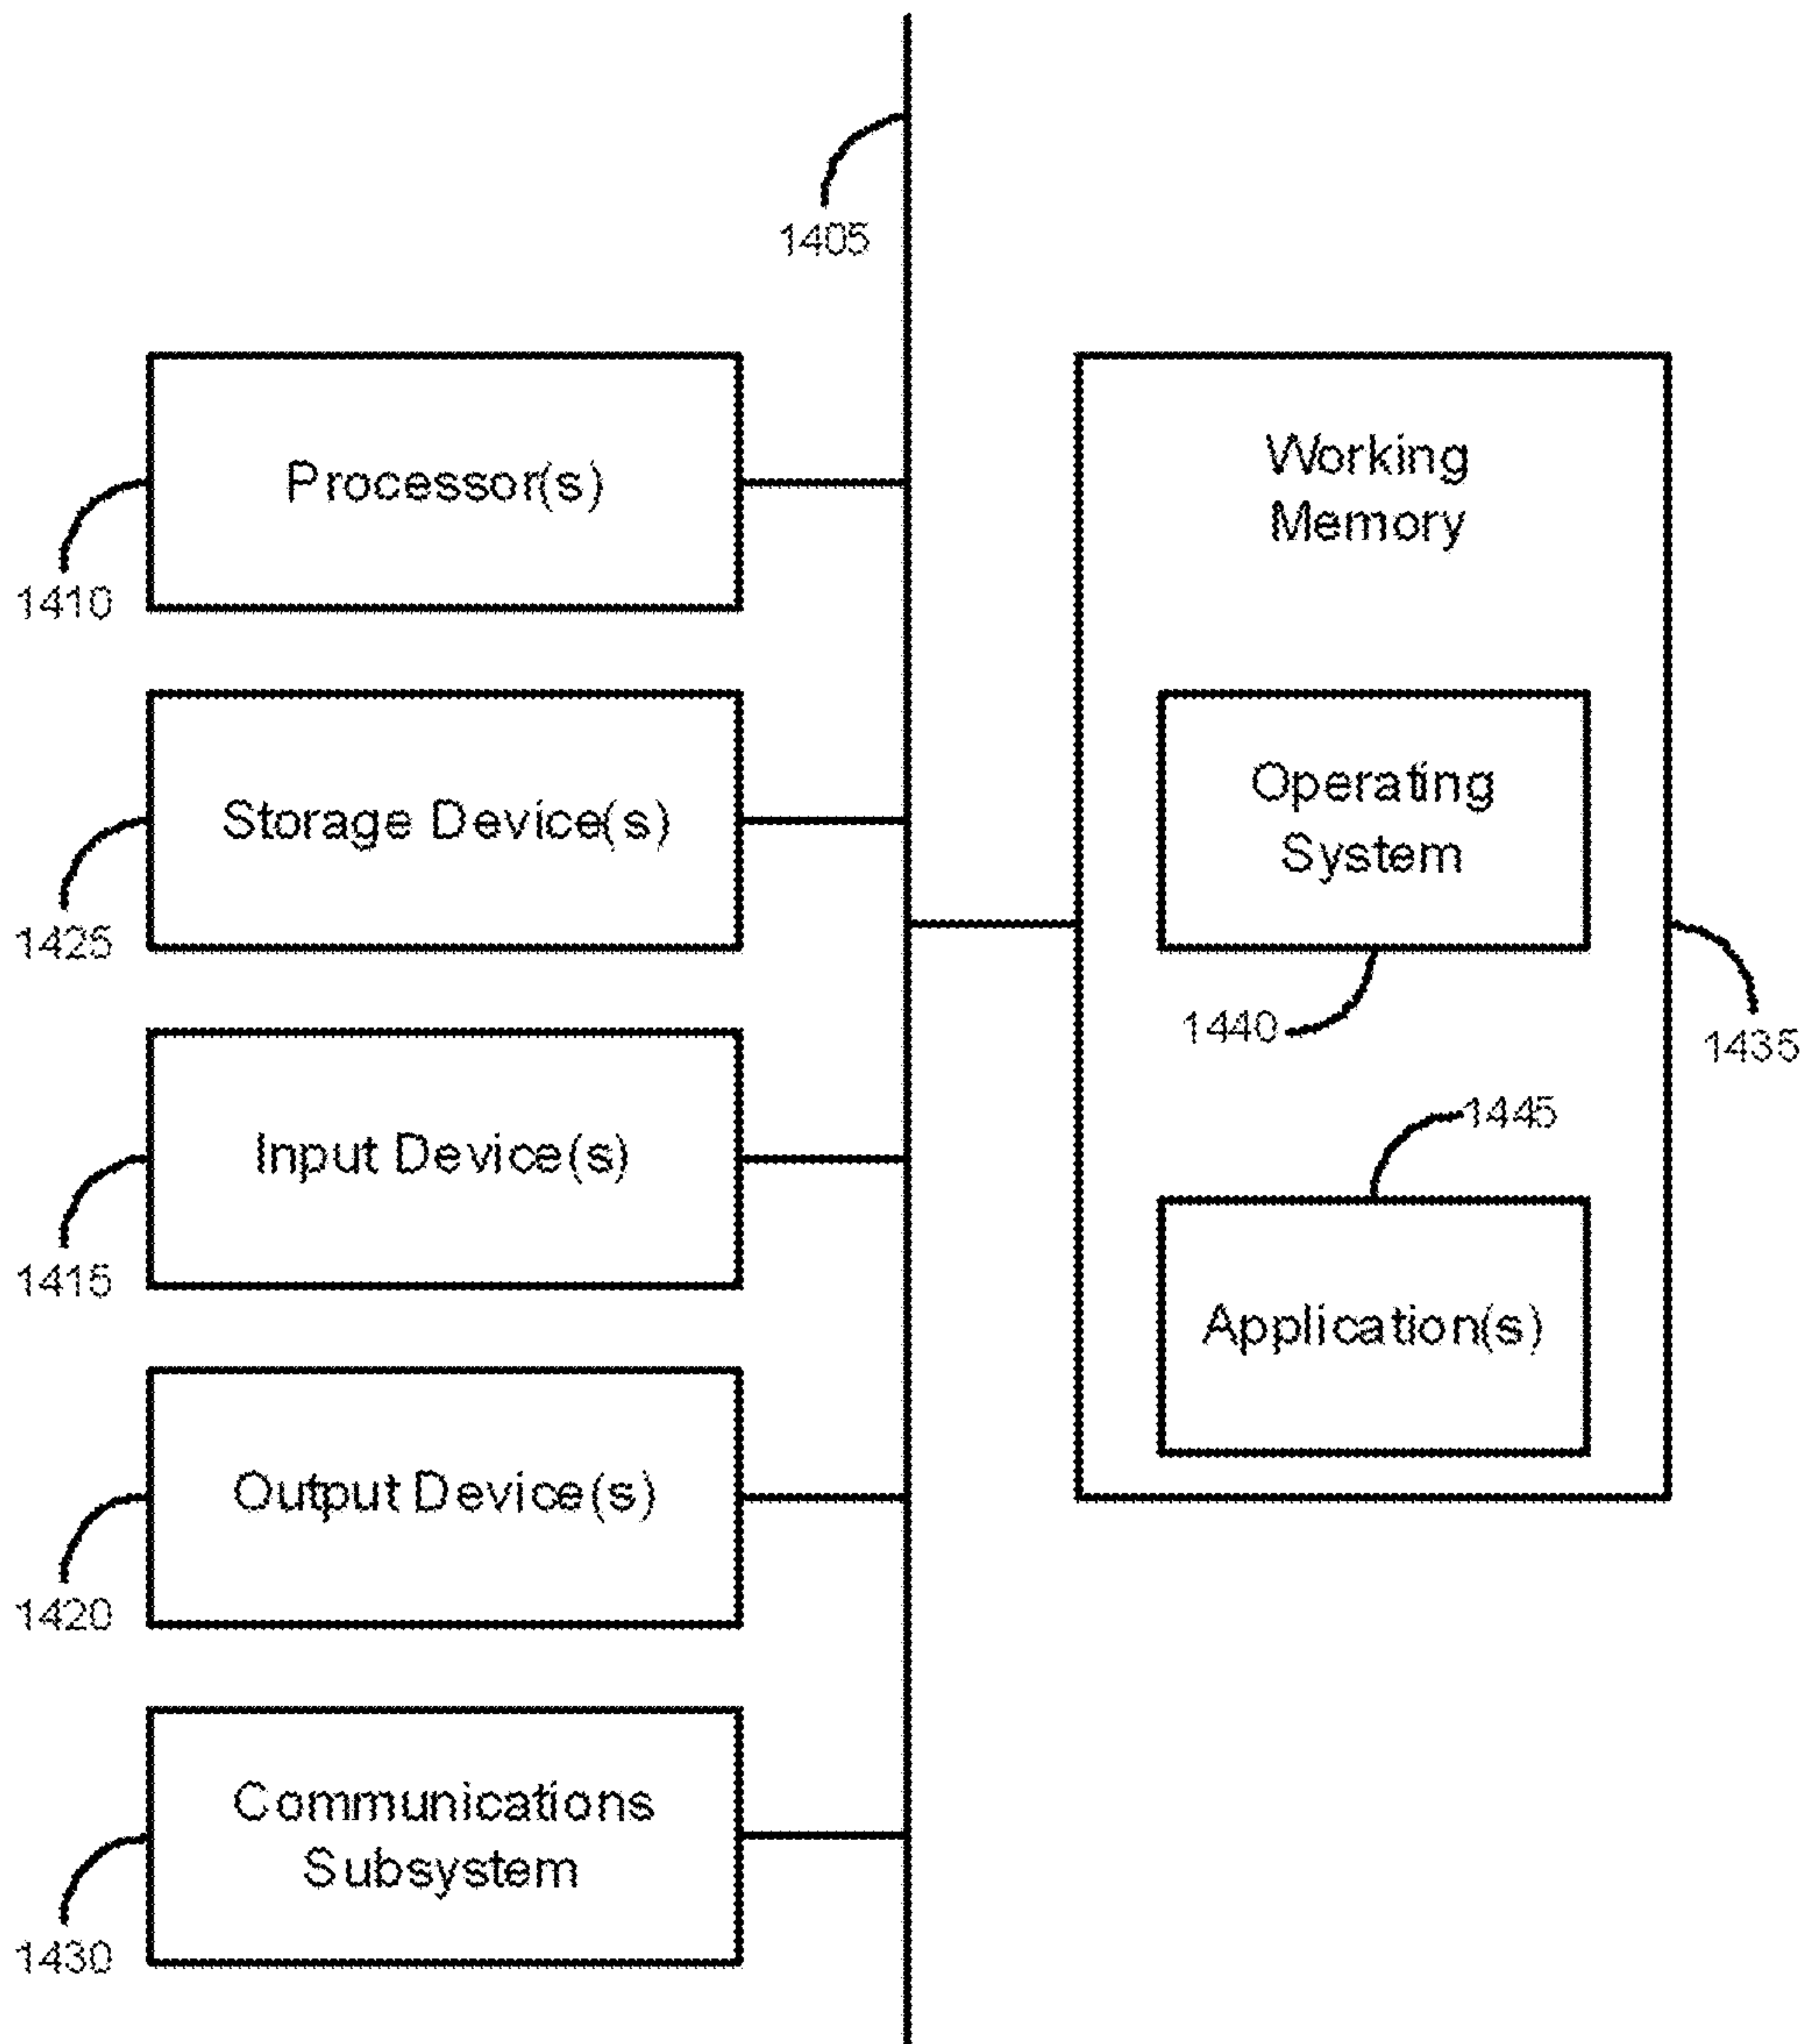 1405
Processor(s)
1410
Storage Device(s)
1425
Input Device(s)
1415
Output Device(s)
1420
Communications
Subsystem
1430
Working
Memory
Operating
System
1440
1435
1445
Application(s)